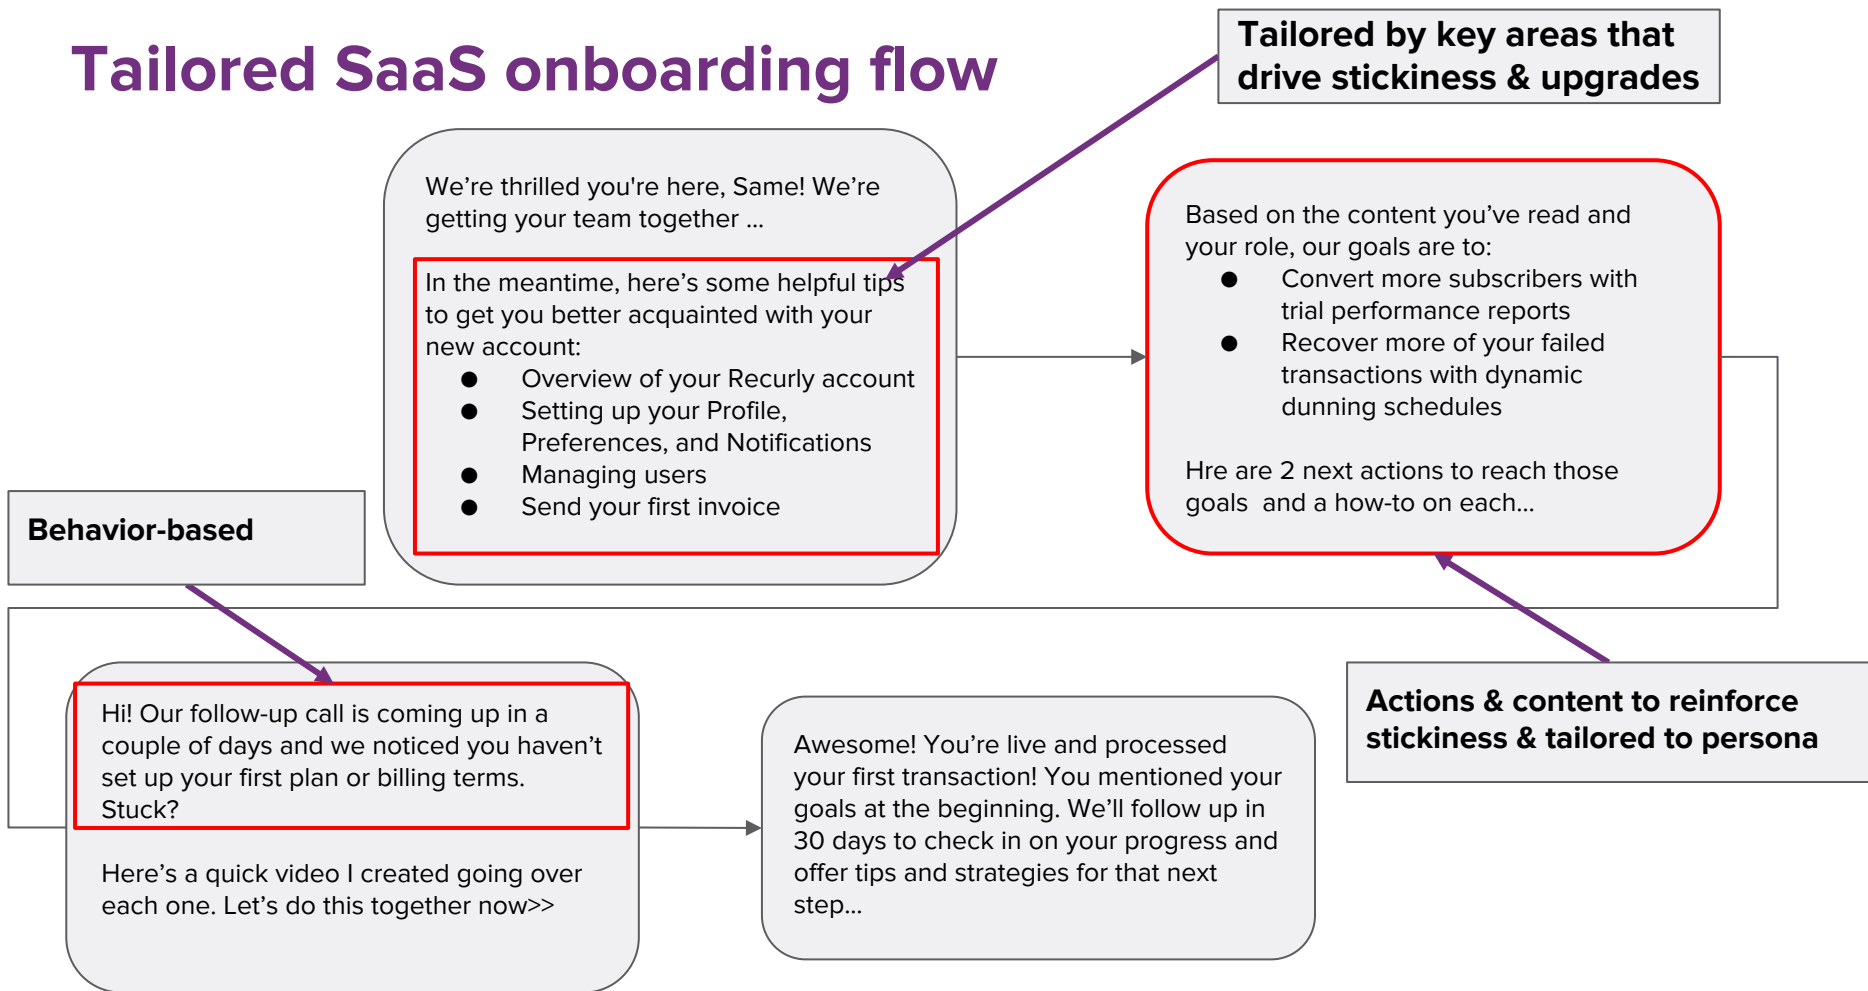 Tailored SaaS onboarding flow
Tailored by key areas that
drive stickiness & upgrades
We’re thrilled you're here, Same! We’re
getting your team together ...
In the meantime, here’s some helpful tips
to get you better acquainted with your
new account:
● Overview of your Recurly account
● Setting up your Profile,
Preferences, and Notifications
● Managing users
● Send your first invoice
Based on the content you’ve read and
your role, our goals are to:
● Convert more subscribers with
trial performance reports
● Recover more of your failed
transactions with dynamic
dunning schedules
Hre are 2 next actions to reach those
goals  and a how-to on each...
Behavior-based
Hi! Our follow-up call is coming up in a
couple of days and we noticed you haven’t
set up your first plan or billing terms.
Stuck?
Here’s a quick video I created going over
each one. Let’s do this together now>>
Awesome! You’re live and processed
your first transaction! You mentioned your
goals at the beginning. We’ll follow up in
30 days to check in on your progress and
offer tips and strategies for that next
step...
Actions & content to reinforce
stickiness & tailored to persona